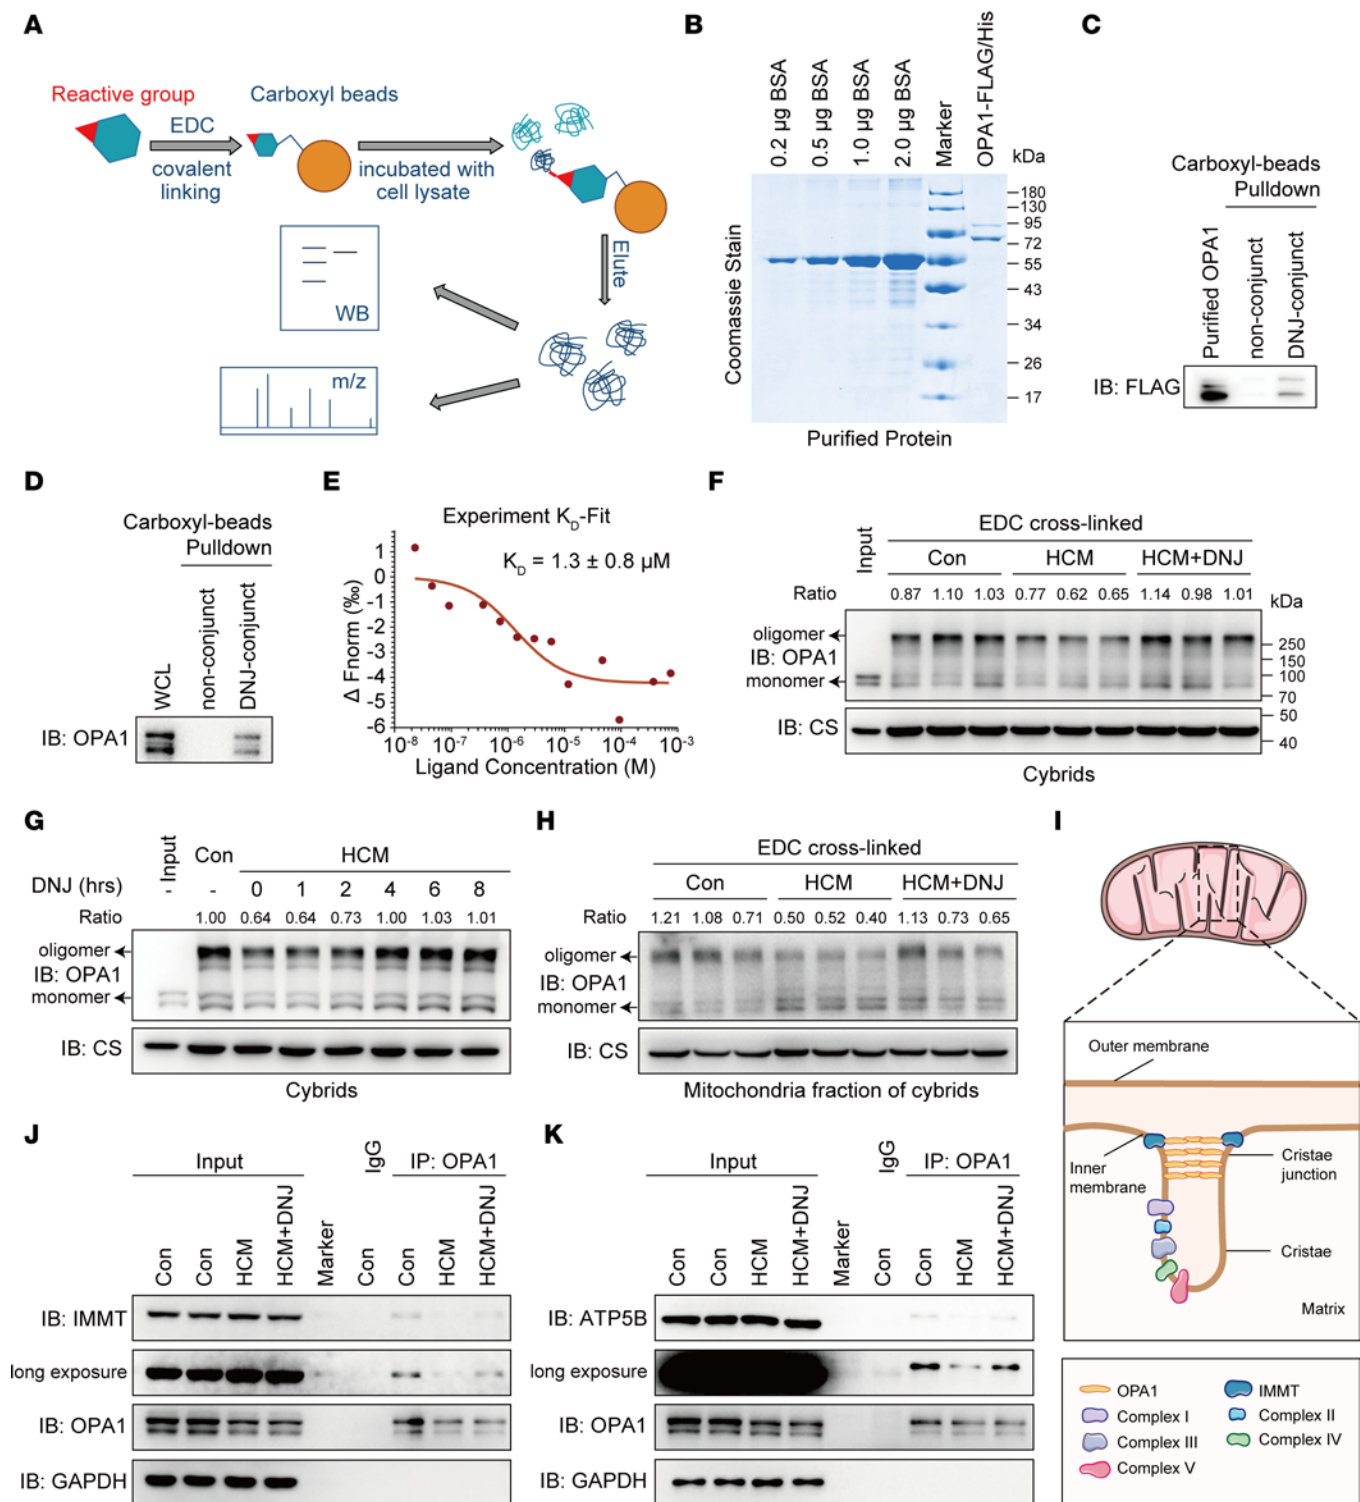 A
Reactive group
EDC
covalent
linking
Carboxyl beads
incubated with
cell lysate
Elute
WB
m/z
B
0.2 µg BSA
0.5 µg BSA
1.0 µg BSA
2.0 µg BSA
Marker
OPA1-FLAG/His
kDa
180
130
95
72
55
43
34
26
17
Coomassie Stain
Purified Protein
C
Carboxyl-beads
Pulldown
Purified OPA1
non-conjunct
DNJ-conjunct
IB: FLAG
D
Carboxyl-beads
Pulldown
WCL
non-conjunct
DNJ-conjunct
IB: OPA1
E
Experiment K_D-Fit
K_D = 1.3 ± 0.8 µM
Δ Fnorm (‰)
1
0
-1
-2
-3
-4
-5
-6
10⁻⁸ 10⁻⁷ 10⁻⁶ 10⁻⁵ 10⁻⁴ 10⁻³
Ligand Concentration (M)
F
EDC cross-linked
Input
Con HCM HCM+DNJ
Ratio 0.87 1.10 1.03 0.77 0.62 0.65 1.14 0.98 1.01 kDa
oligomer
IB: OPA1
monomer
250
150
100
70
IB: CS
50
40
Cybrids
G
Input
Con HCM
DNJ (hrs) - - 0 1 2 4 6 8
Ratio 1.00 0.64 0.64 0.73 1.00 1.03 1.01
oligomer
IB: OPA1
monomer
IB: CS
Cybrids
H
EDC cross-linked
Con HCM HCM+DNJ
Ratio 1.21 1.08 0.71 0.50 0.52 0.40 1.13 0.73 0.65
oligomer
IB: OPA1
monomer
IB: CS
Mitochondria fraction of cybrids
I
Outer membrane
Inner
membrane
Cristae
junction
Cristae
Matrix
OPA1
IMMT
Complex I
Complex II
Complex III
Complex IV
Complex V
J
Input IgG IP: OPA1
Con
Con
HCM
HCM+DNJ
Marker
Con
Con
HCM
HCM+DNJ
IB: IMMT
long exposure
IB: OPA1
IB: GAPDH
K
Input IgG IP: OPA1
Con
Con
HCM
HCM+DNJ
Marker
Con
Con
HCM
HCM+DNJ
IB: ATP5B
long exposure
IB: OPA1
IB: GAPDH